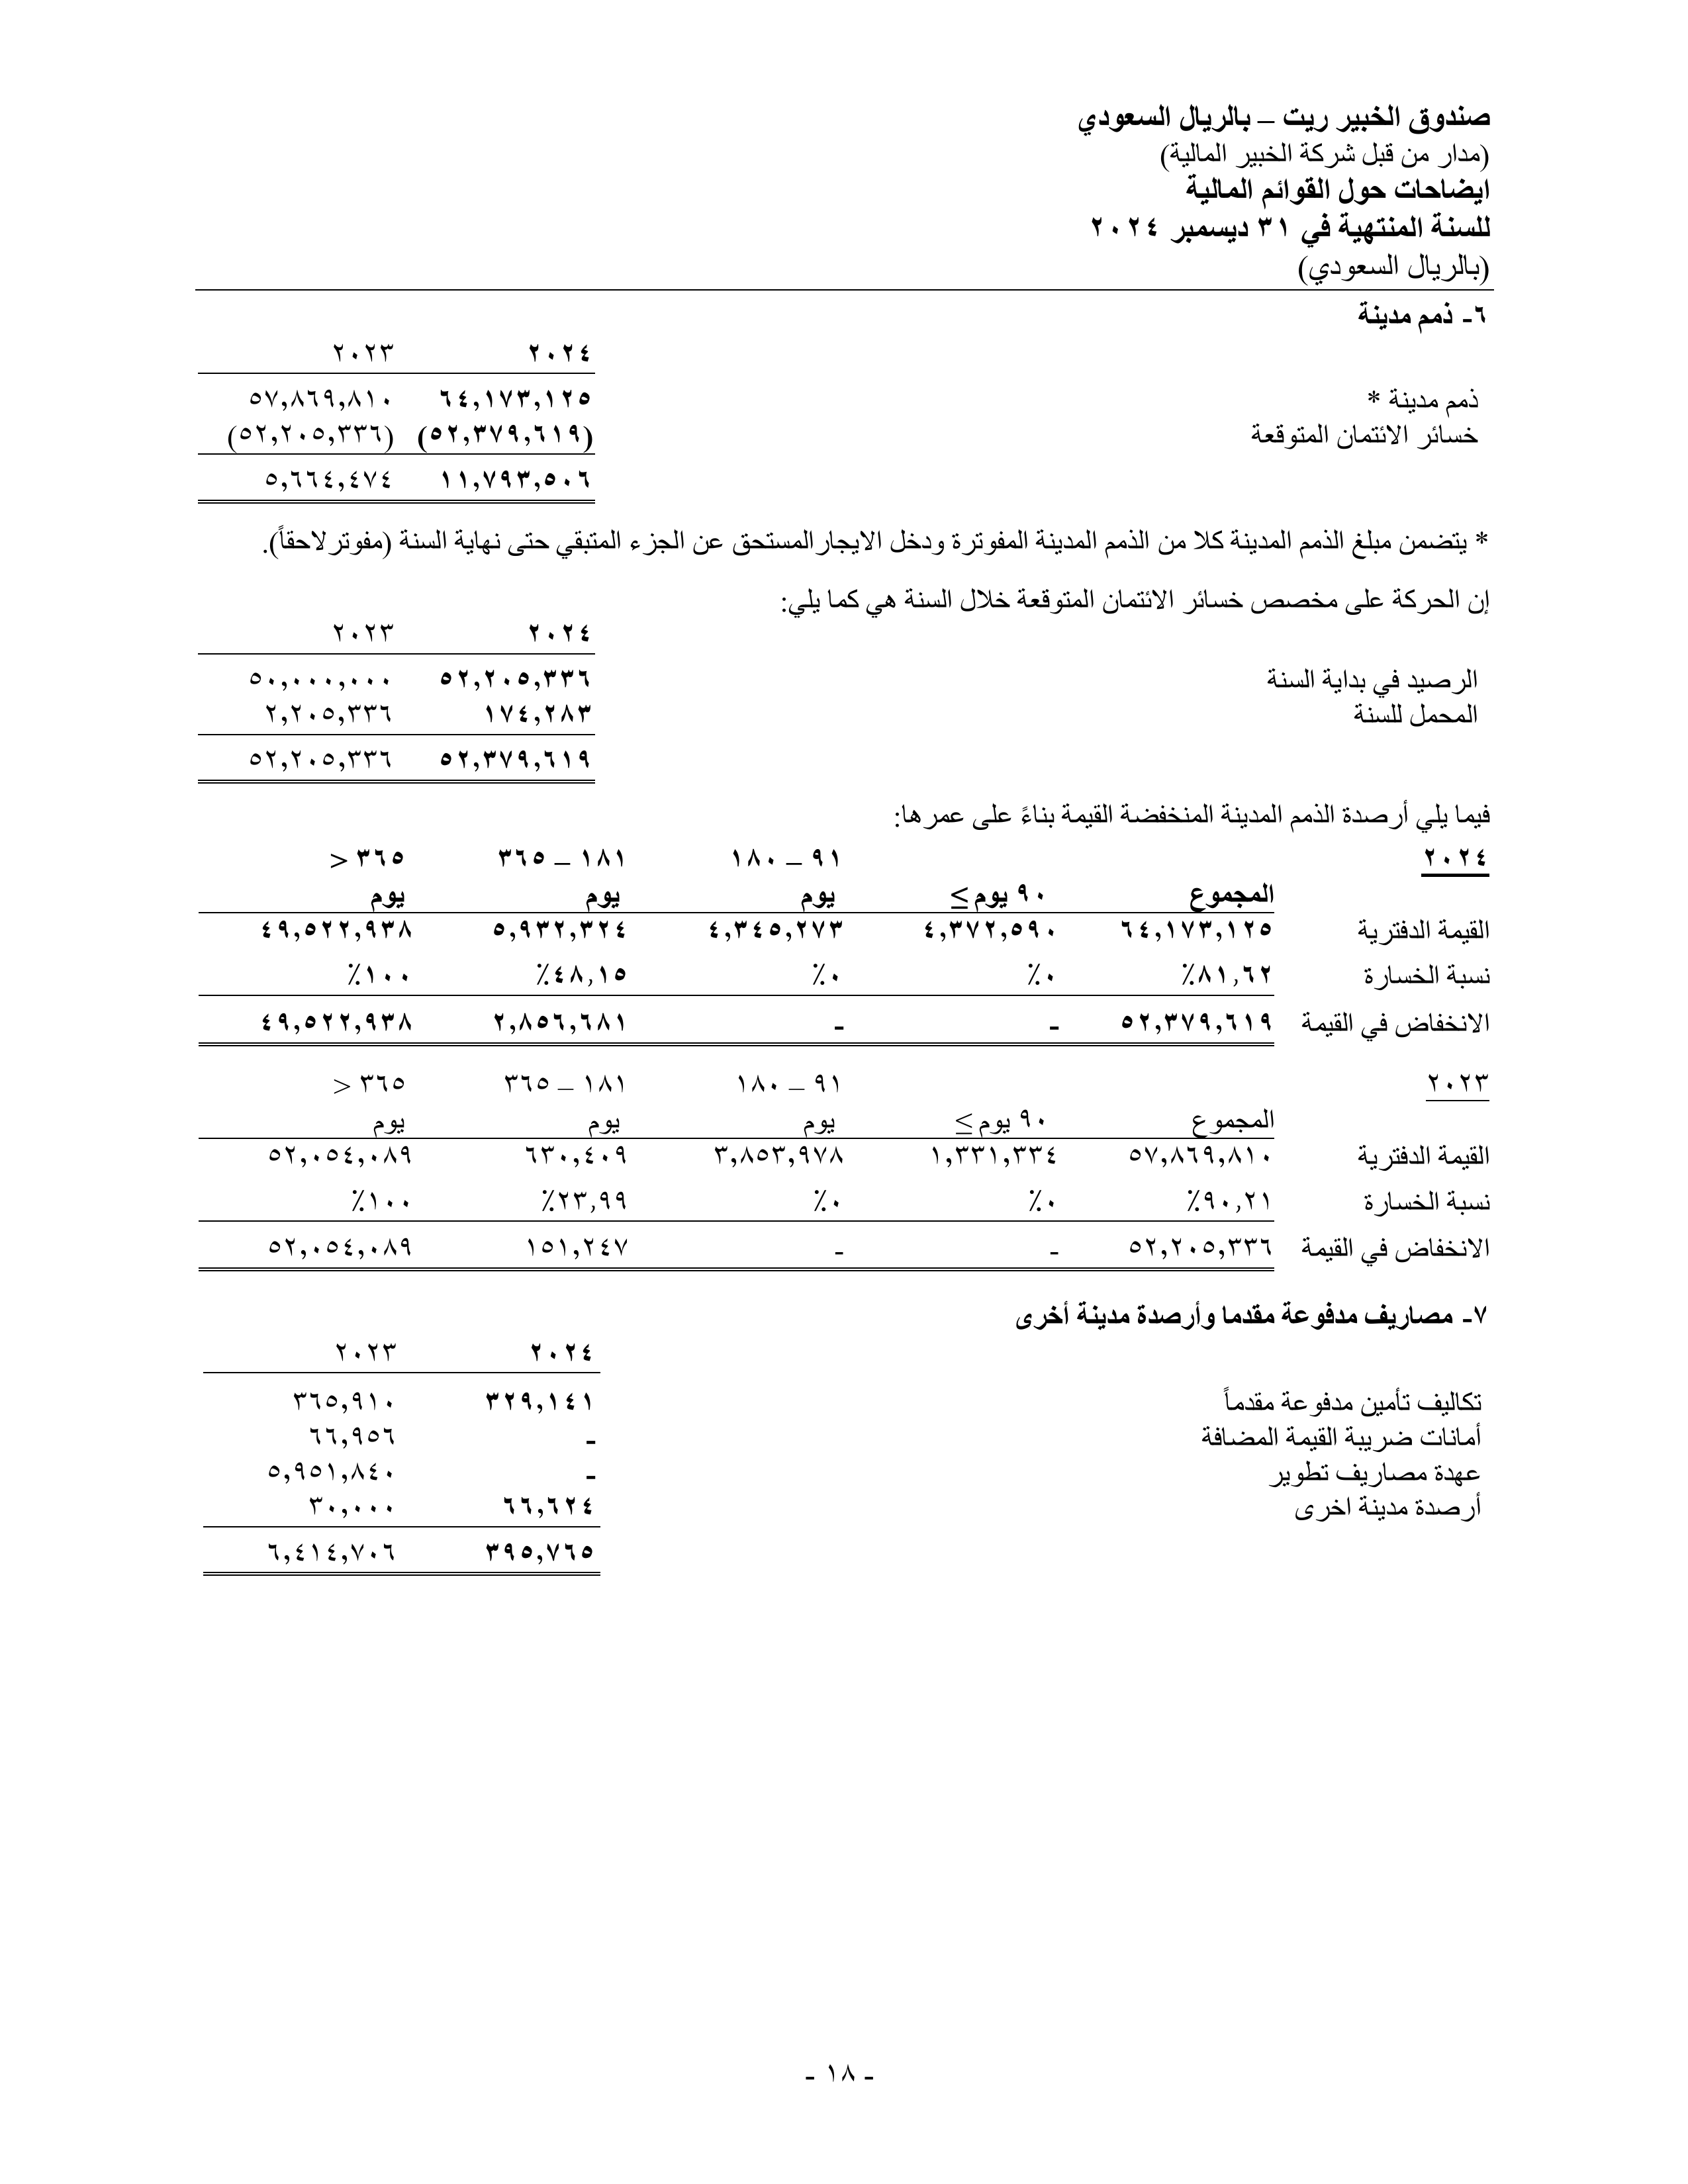 صندوق الخبير ريت – بالريال السعودي
(مدار من قبل شركة الخبير المالية)
ايضاحات حول القوائم المالية
للسنة المنتهية في ٣١ ديسمبر ٢٠٢٤
(بالريال السعودي)
٦- ذمم مدينة
٢٠٢٤ ٢٠٢٣
ذمم مدينة * ٦٤,١٧٣,١٢٥ ٥٧,٨٦٩,٨١٠
خسائر الائتمان المتوقعة (٥٢,٣٧٩,٦١٩) (٥٢,٢٠٥,٣٣٦)
١١,٧٩٣,٥٠٦ ٥,٦٦٤,٤٧٤
* يتضمن مبلغ الذمم المدينة كلا من الذمم المدينة المفوترة ودخل الايجارالمستحق عن الجزء المتبقي حتى نهاية السنة (مفوترلاحقاً).
إن الحركة على مخصص خسائر الائتمان المتوقعة خلال السنة هي كما يلي:
٢٠٢٤ ٢٠٢٣
الرصيد في بداية السنة ٥٢,٢٠٥,٣٣٦ ٥٠,٠٠٠,٠٠٠
المحمل للسنة ١٧٤,٢٨٣ ٢,٢٠٥,٣٣٦
٥٢,٣٧٩,٦١٩ ٥٢,٢٠٥,٣٣٦
فيما يلي أرصدة الذمم المدينة المنخفضة القيمة بناءً على عمرها:
٢٠٢٤ ٩١ – ١٨٠ ١٨١ – ٣٦٥ ٣٦٥ <
المجموع ٩٠ يوم ≥ يوم يوم يوم
القيمة الدفترية ٦٤,١٧٣,١٢٥ ٤,٣٧٢,٥٩٠ ٤,٣٤٥,٢٧٣ ٥,٩٣٢,٣٢٤ ٤٩,٥٢٢,٩٣٨
نسبة الخسارة ٨١,٦٢٪ ٠٪ ٠٪ ٤٨,١٥٪ ١٠٠٪
الانخفاض في القيمة ٥٢,٣٧٩,٦١٩ - - ٢,٨٥٦,٦٨١ ٤٩,٥٢٢,٩٣٨
٢٠٢٣ ٩١ – ١٨٠ ١٨١ – ٣٦٥ ٣٦٥ <
المجموع ٩٠ يوم ≥ يوم يوم يوم
القيمة الدفترية ٥٧,٨٦٩,٨١٠ ١,٣٣١,٣٣٤ ٣,٨٥٣,٩٧٨ ٦٣٠,٤٠٩ ٥٢,٠٥٤,٠٨٩
نسبة الخسارة ٩٠,٢١٪ ٠٪ ٠٪ ٢٣,٩٩٪ ١٠٠٪
الانخفاض في القيمة ٥٢,٢٠٥,٣٣٦ - - ١٥١,٢٤٧ ٥٢,٠٥٤,٠٨٩
٧- مصاريف مدفوعة مقدما وأرصدة مدينة أخرى
٢٠٢٤ ٢٠٢٣
تكاليف تأمين مدفوعة مقدماً ٣٢٩,١٤١ ٣٦٥,٩١٠
أمانات ضريبة القيمة المضافة - ٦٦,٩٥٦
عهدة مصاريف تطوير - ٥,٩٥١,٨٤٠
أرصدة مدينة اخرى ٦٦,٦٢٤ ٣٠,٠٠٠
٣٩٥,٧٦٥ ٦,٤١٤,٧٠٦
- ١٨ -